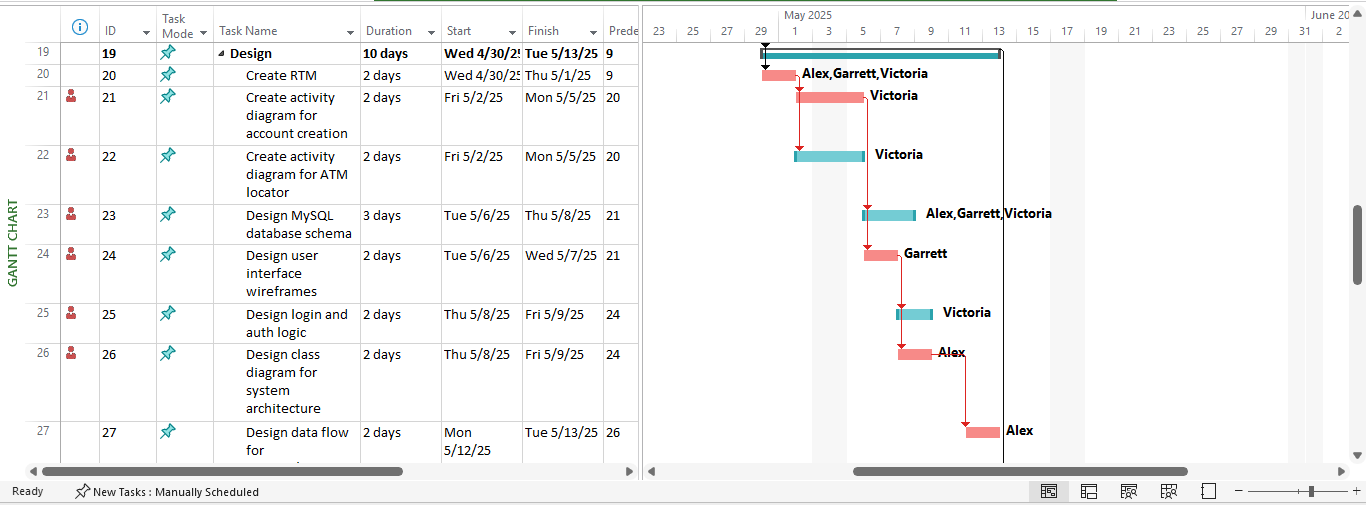 May 2025 June 20
ID Task Mode Task Name Duration Start Finish Prede
23 25 27 29 1 3 5 7 9 11 13 15 17 19 21 23 25 27 29 31 2
GANTT CHART
19 19 Design 10 days Wed 4/30/25 Tue 5/13/25 9
20 20 Create RTM 2 days Wed 4/30/25 Thu 5/1/25 9 Alex,Garrett,Victoria
21 21 Create activity 2 days Fri 5/2/25 Mon 5/5/25 20 Victoria
diagram for
account creation
22 22 Create activity 2 days Fri 5/2/25 Mon 5/5/25 20 Victoria
diagram for ATM
locator
23 23 Design MySQL 3 days Tue 5/6/25 Thu 5/8/25 21 Alex,Garrett,Victoria
database schema
24 24 Design user 2 days Tue 5/6/25 Wed 5/7/25 21 Garrett
interface
wireframes
25 25 Design login and 2 days Thu 5/8/25 Fri 5/9/25 24 Victoria
auth logic
26 26 Design class 2 days Thu 5/8/25 Fri 5/9/25 24 Alex
diagram for
system
architecture
27 27 Design data flow 2 days Mon Tue 5/13/25 26 Alex
for 5/12/25
Ready New Tasks : Manually Scheduled